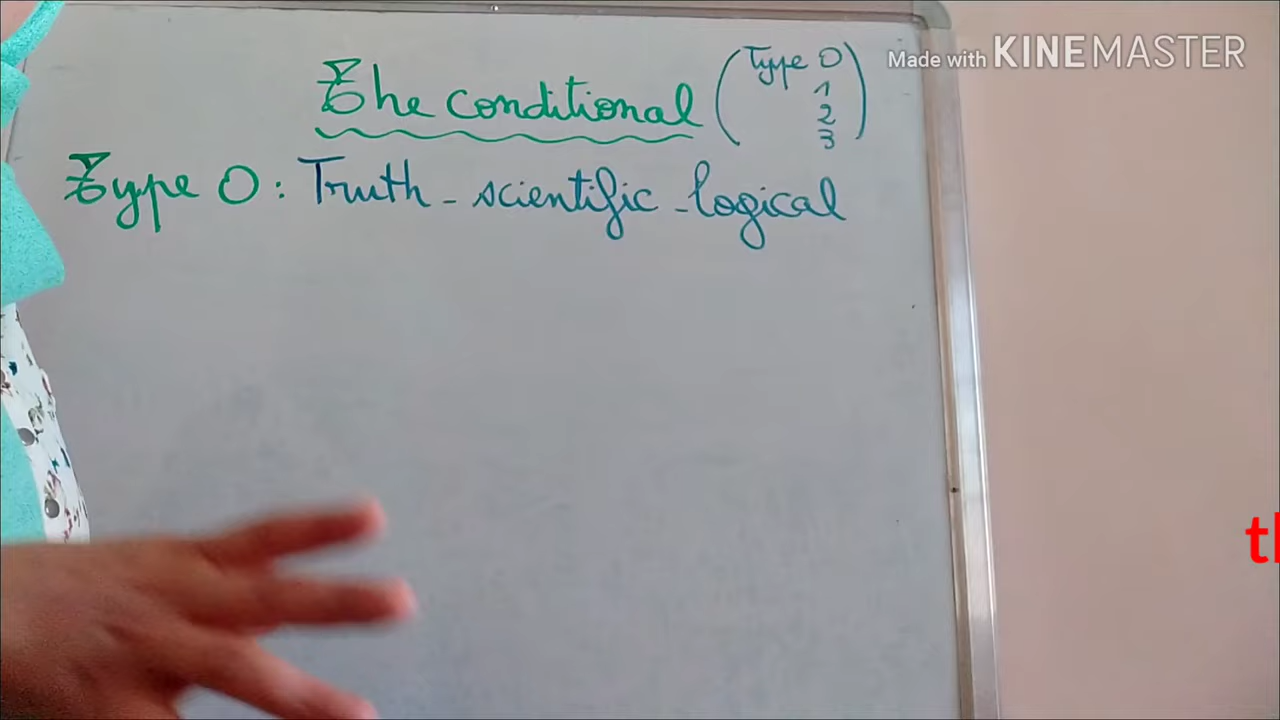 The conditional (Type 0
1
2
3)
Type 0: Truth - scientific - logical
Made with KINEMASTER